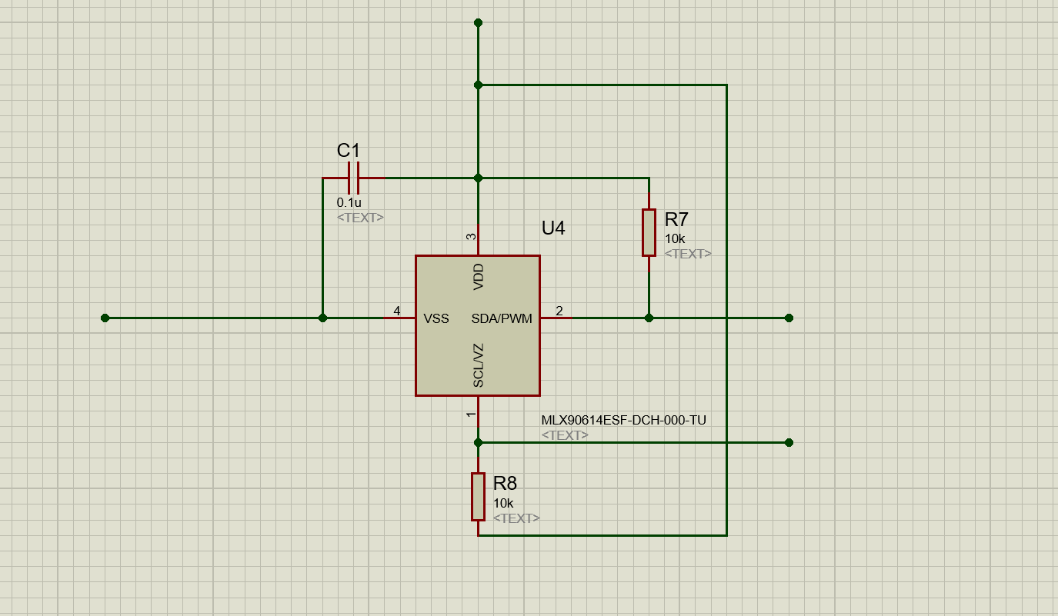 C1
0.1u
<TEXT>
3
U4
R7
10k
<TEXT>
VDD
4
VSS
SDA/PWM
2
SCL/VZ
1
MLX90614ESF-DCH-000-TU
<TEXT>
R8
10k
<TEXT>